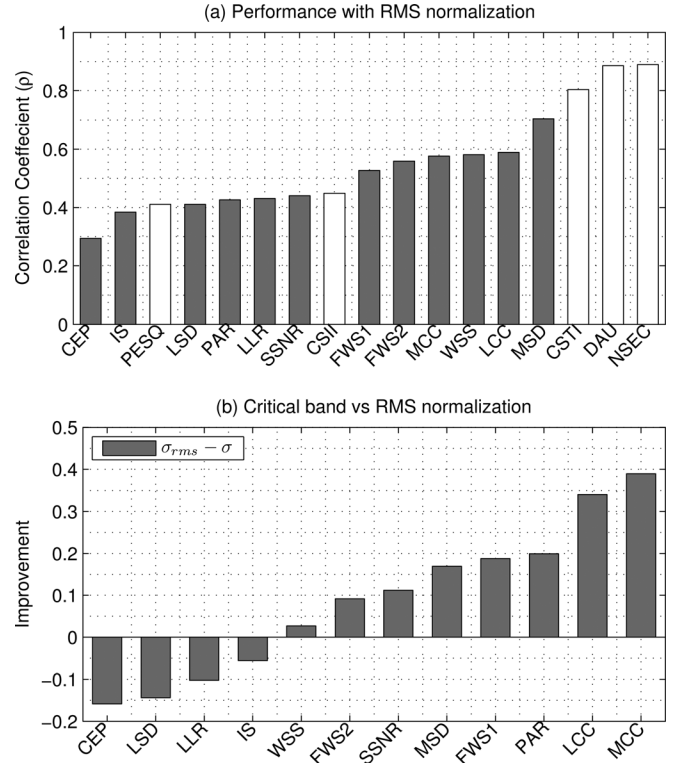 (a) Performance with RMS normalization
Correlation Coeffecient (ρ)
1
0.8
0.6
0.4
0.2
0
CEP IS PESQ LSD PAR LLR SSNR CSII FWS1 FWS2 MCC WSS LCC MSD CSTI DAU NSEC
(b) Critical band vs RMS normalization
Improvement
0.5
0.4
0.3
0.2
0.1
0
−0.1
−0.2
σrms − σ
CEP LSD LLR IS WSS FWS2 SSNR MSD FWS1 PAR LCC MCC